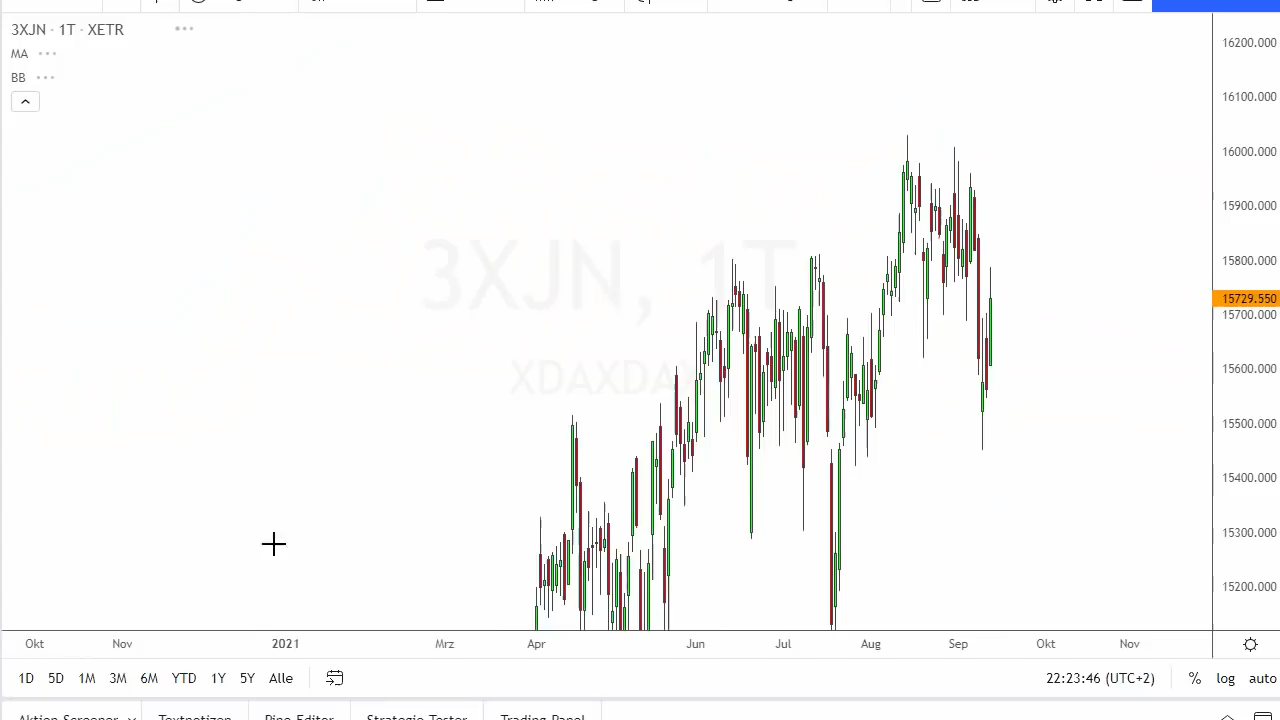 3XJN · 1T · XETR
MA
BB
3XJN, 1T
XDAXDAX
16200.000
16100.000
16000.000
15900.000
15800.000
15729.550
15700.000
15600.000
15500.000
15400.000
15300.000
15200.000
Okt Nov 2021 Mrz Apr Jun Jul Aug Sep Okt Nov
1D 5D 1M 3M 6M YTD 1Y 5Y Alle 22:23:46 (UTC+2) % log auto
Aktien Screener Textnotizen Pine Editor Strategie Tester Trading Panel